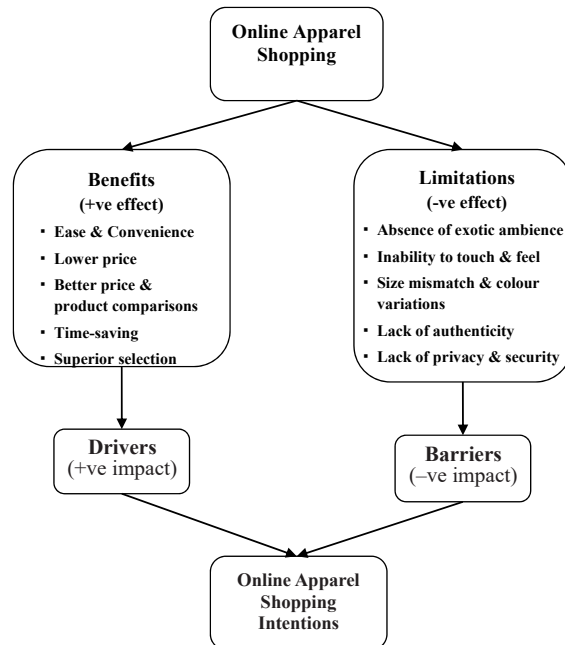 Online Apparel
Shopping
Benefits
(+ve effect)
▪ Ease & Convenience
▪ Lower price
▪ Better price &
product comparisons
▪ Time-saving
▪ Superior selection
Limitations
(-ve effect)
▪ Absence of exotic ambience
▪ Inability to touch & feel
▪ Size mismatch & colour
variations
▪ Lack of authenticity
▪ Lack of privacy & security
Drivers
(+ve impact)
Barriers
(–ve impact)
Online Apparel
Shopping
Intentions